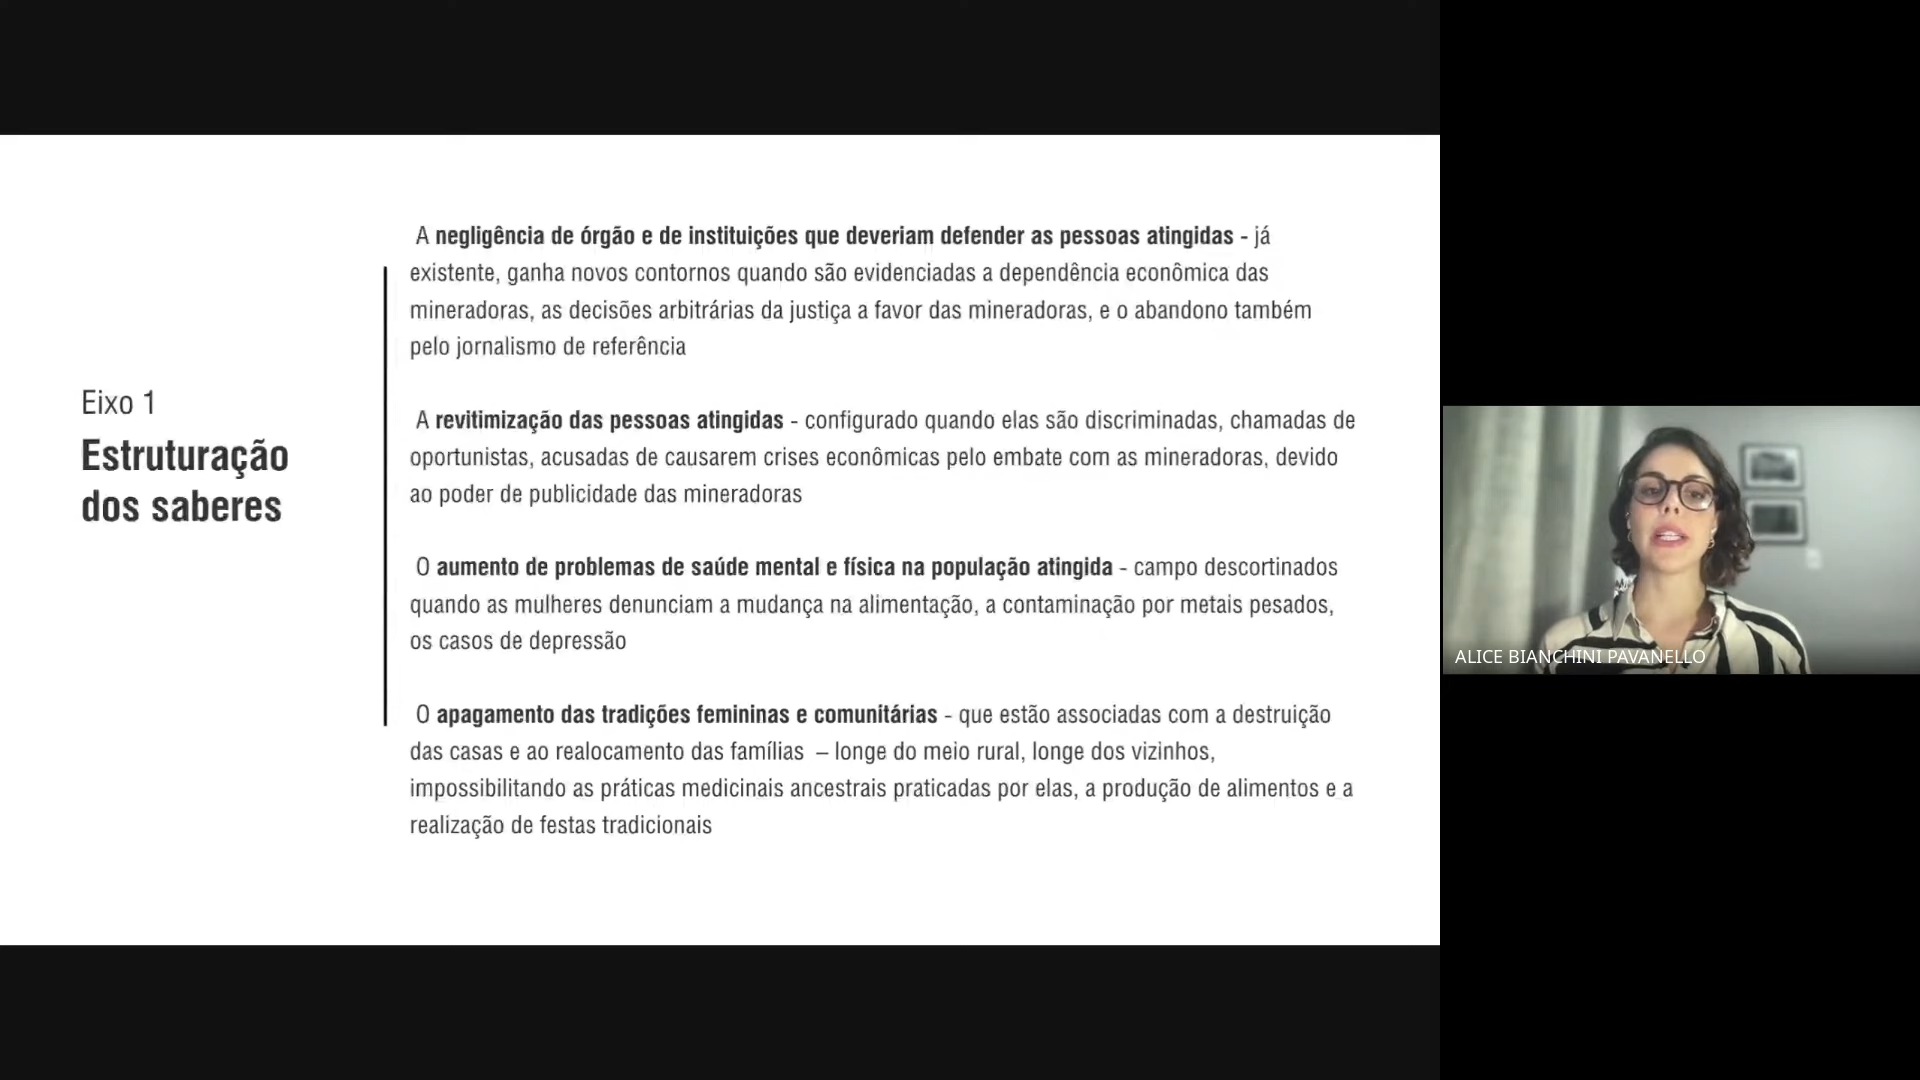 Eixo 1
Estruturação
dos saberes
A negligência de órgão e de instituições que deveriam defender as pessoas atingidas - já
existente, ganha novos contornos quando são evidenciadas a dependência econômica das
mineradoras, as decisões arbitrárias da justiça a favor das mineradoras, e o abandono também
pelo jornalismo de referência
A revitimização das pessoas atingidas - configurado quando elas são discriminadas, chamadas de
oportunistas, acusadas de causarem crises econômicas pelo embate com as mineradoras, devido
ao poder de publicidade das mineradoras
O aumento de problemas de saúde mental e física na população atingida - campo descortinados
quando as mulheres denunciam a mudança na alimentação, a contaminação por metais pesados,
os casos de depressão
O apagamento das tradições femininas e comunitárias - que estão associadas com a destruição
das casas e ao realocamento das famílias – longe do meio rural, longe dos vizinhos,
impossibilitando as práticas medicinais ancestrais praticadas por elas, a produção de alimentos e a
realização de festas tradicionais
ALICE BIANCHINI PAVANELLO